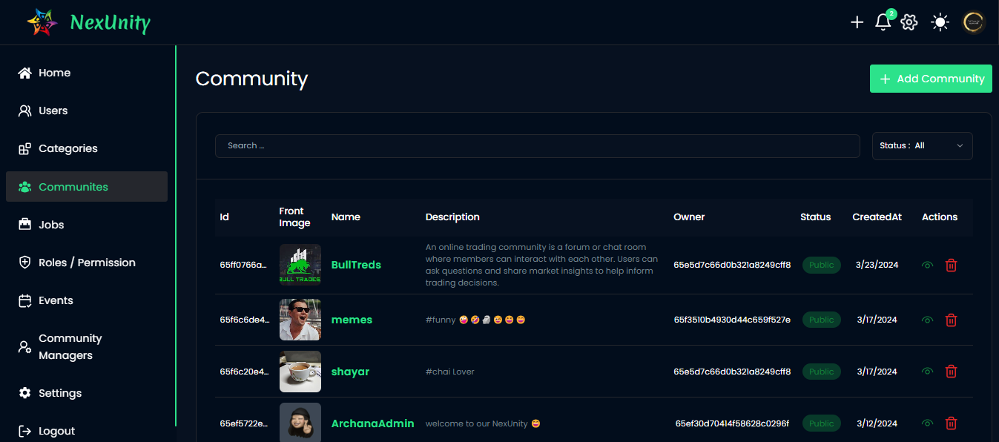 NexUnity
2
Home
Users
Categories
Communites
Jobs
Roles / Permission
Events
Community
Managers
Settings
Logout
Community
+ Add Community
Search ...
Status : All
Id
Front
Image
Name
Description
Owner
Status
CreatedAt
Actions
65ff0766a...
BULL TRADES
BullTreds
An online trading community is a forum or chat room
where members can interact with each other. Users can
ask questions and share market insights to help inform
trading decisions.
65e5d7c66d0b321a8249cff8
Public
3/23/2024
65f6c6de4...
memes
#funny 🤪🤣👻😝😄😄
65f3510b4930d44c659f527e
Public
3/17/2024
65f6c20e4...
shayar
#chai Lover
65e5d7c66d0b321a8249cff8
Public
3/17/2024
65ef5722e...
ArchanaAdmin
welcome to our NexUnity 😄
65ef30d70414f58628c0296f
Public
3/12/2024